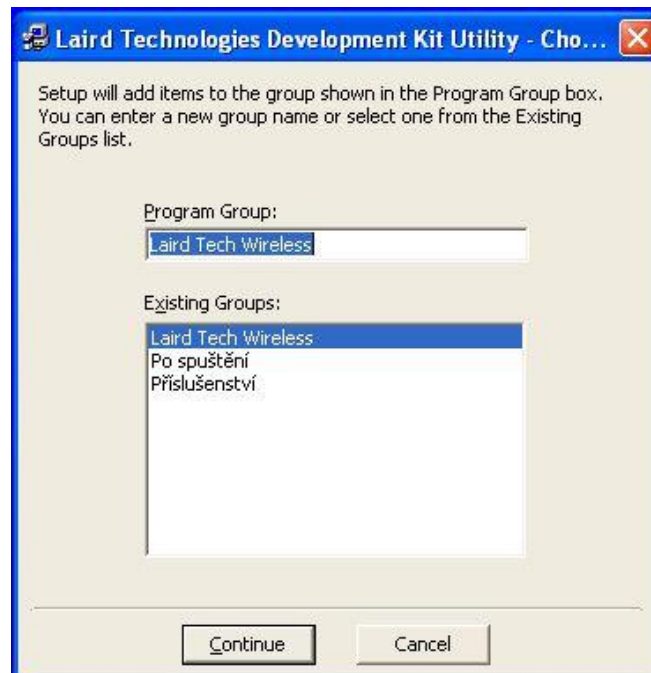 Laird Technologies Development Kit Utility - Cho...
Setup will add items to the group shown in the Program Group box.
You can enter a new group name or select one from the Existing
Groups list.
Program Group:
Laird Tech Wireless
Existing Groups:
Laird Tech Wireless
Po spuštění
Příslušenství
Continue
Cancel